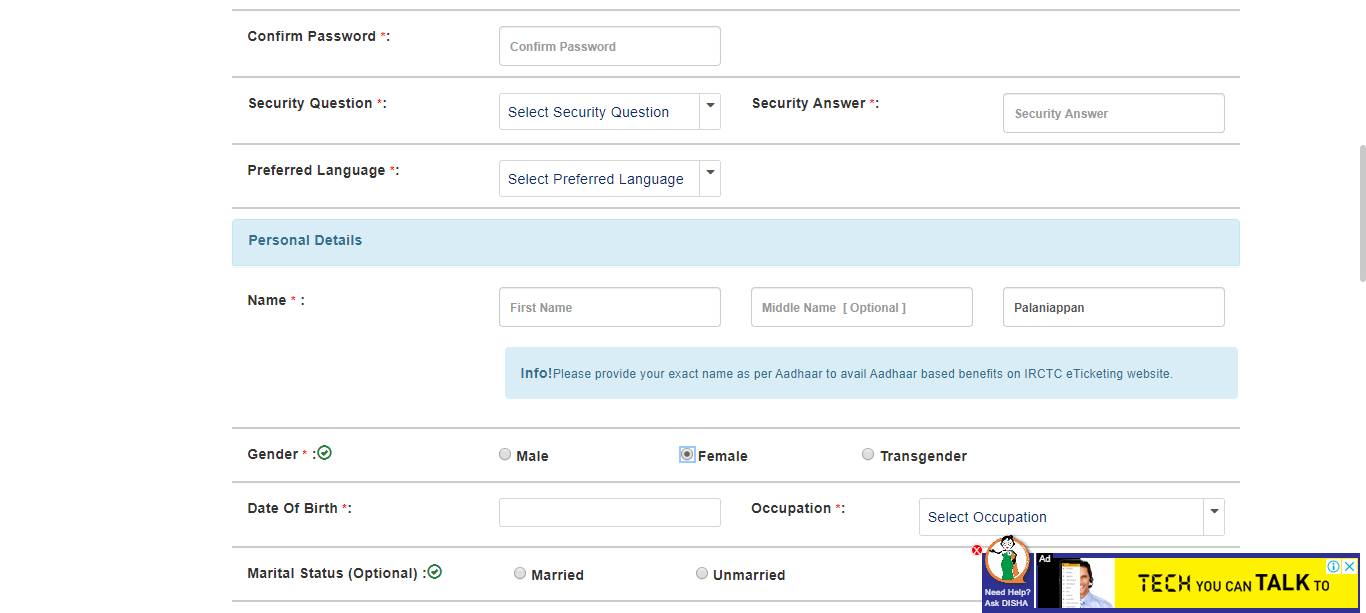 Confirm Password *:
Confirm Password
Security Question *:
Select Security Question
Security Answer *:
Security Answer
Preferred Language *:
Select Preferred Language
Personal Details
Name * :
First Name
Middle Name [ Optional ]
Palaniappan
Info!Please provide your exact name as per Aadhaar to avail Aadhaar based benefits on IRCTC eTicketing website.
Gender * :
Male
Female
Transgender
Date Of Birth *:
Occupation *:
Select Occupation
Marital Status (Optional) :
Married
Unmarried
Need Help?
Ask DISHA
Ad
TECH YOU CAN TALK TO